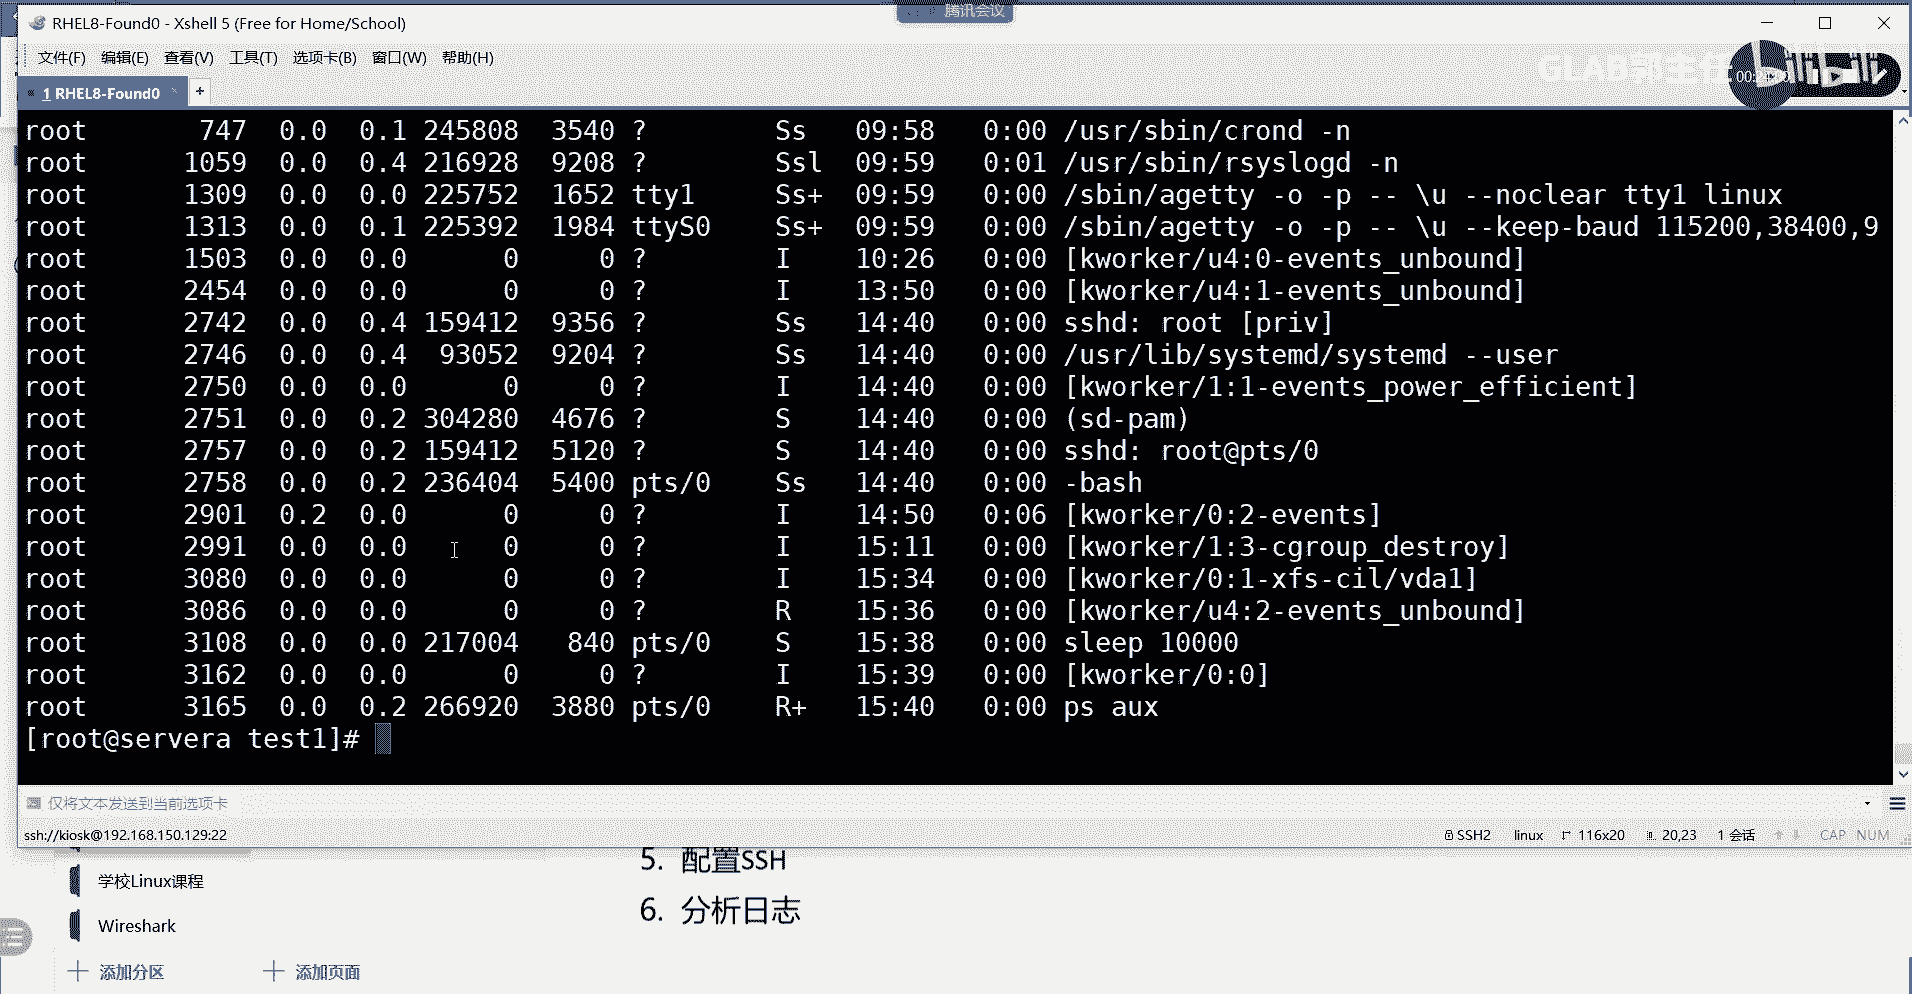 腾讯会议
RHEL8-Found0 - Xshell 5 (Free for Home/School)
文件(F) 编辑(E) 查看(V) 工具(T) 选项卡(B) 窗口(W) 帮助(H)
GLAB郭主任
bilibili
1 RHEL8-Found0 +
root 747 0.0 0.1 245808 3540 ? Ss 09:58 0:00 /usr/sbin/crond -n
root 1059 0.0 0.4 216928 9208 ? Ssl 09:59 0:01 /usr/sbin/rsyslogd -n
root 1309 0.0 0.0 225752 1652 tty1 Ss+ 09:59 0:00 /sbin/agetty -o -p -- \u --noclear tty1 linux
root 1313 0.0 0.1 225392 1984 ttyS0 Ss+ 09:59 0:00 /sbin/agetty -o -p -- \u --keep-baud 115200,38400,9
root 1503 0.0 0.0 0 0 ? I 10:26 0:00 [kworker/u4:0-events_unbound]
root 2454 0.0 0.0 0 0 ? I 13:50 0:00 [kworker/u4:1-events_unbound]
root 2742 0.0 0.4 159412 9356 ? Ss 14:40 0:00 sshd: root [priv]
root 2746 0.0 0.4 93052 9204 ? Ss 14:40 0:00 /usr/lib/systemd/systemd --user
root 2750 0.0 0.0 0 0 ? I 14:40 0:00 [kworker/1:1-events_power_efficient]
root 2751 0.0 0.2 304280 4676 ? S 14:40 0:00 (sd-pam)
root 2757 0.0 0.2 159412 5120 ? S 14:40 0:00 sshd: root@pts/0
root 2758 0.0 0.2 236404 5400 pts/0 Ss 14:40 0:00 -bash
root 2901 0.2 0.0 0 0 ? I 14:50 0:06 [kworker/0:2-events]
root 2991 0.0 0.0 0 0 ? I 15:11 0:00 [kworker/1:3-cgroup_destroy]
root 3080 0.0 0.0 0 0 ? I 15:34 0:00 [kworker/0:1-xfs-cil/vda1]
root 3086 0.0 0.0 0 0 ? R 15:36 0:00 [kworker/u4:2-events_unbound]
root 3108 0.0 0.0 217004 840 pts/0 S 15:38 0:00 sleep 10000
root 3162 0.0 0.0 0 0 ? I 15:39 0:00 [kworker/0:0]
root 3165 0.0 0.2 266920 3880 pts/0 R+ 15:40 0:00 ps aux
[root@servera test1]#
仅将文本发送到当前选项卡
ssh://kiosk@192.168.150.129:22 SSH2 linux 116x20 20,23 1 会话 CAP NUM
5. 配置SSH
学校Linux课程
6. 分析日志
Wireshark
添加分区 添加页面